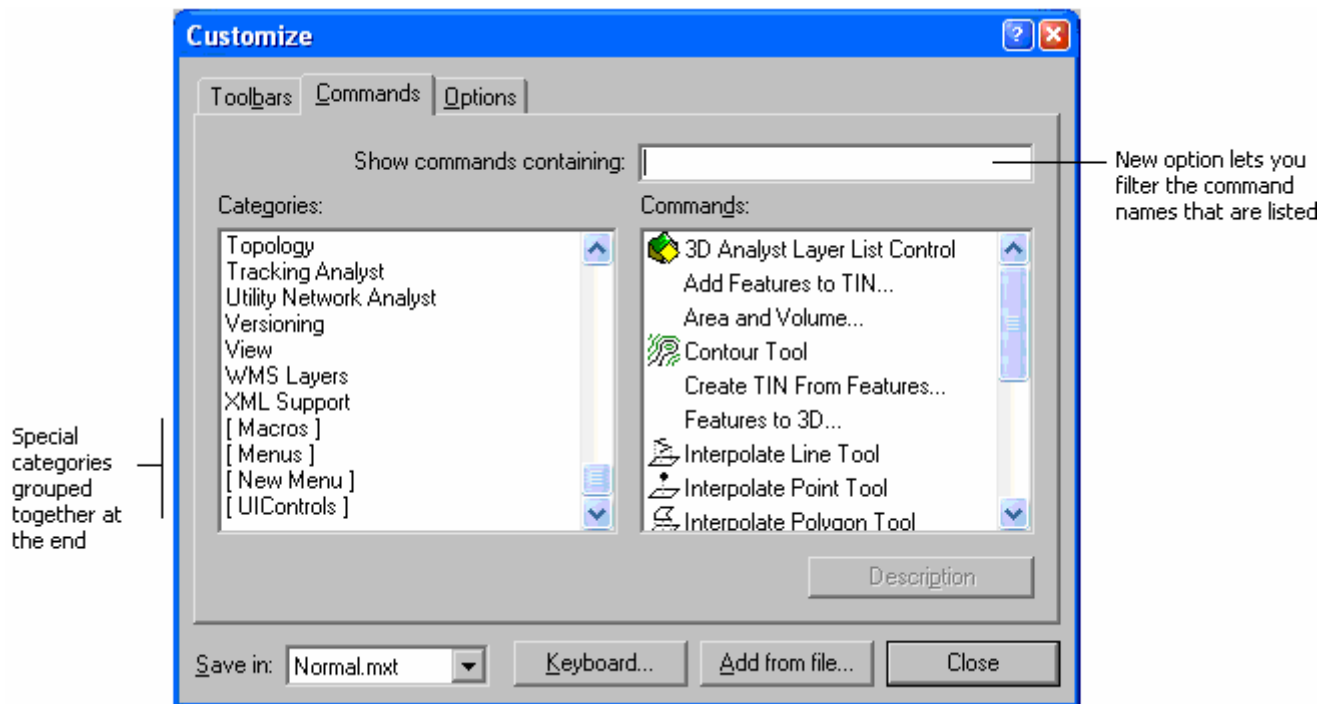 Customize
Toolbars Commands Options
Show commands containing:
New option lets you
filter the command
names that are listed
Categories:
Topology
Tracking Analyst
Utility Network Analyst
Versioning
View
WMS Layers
XML Support
[ Macros ]
[ Menus ]
[ New Menu ]
[ UIControls ]
Special
categories
grouped
together at
the end
Commands:
3D Analyst Layer List Control
Add Features to TIN...
Area and Volume...
Contour Tool
Create TIN From Features...
Features to 3D...
Interpolate Line Tool
Interpolate Point Tool
Interpolate Polygon Tool
Description
Save in: Normal.mxt Keyboard... Add from file... Close